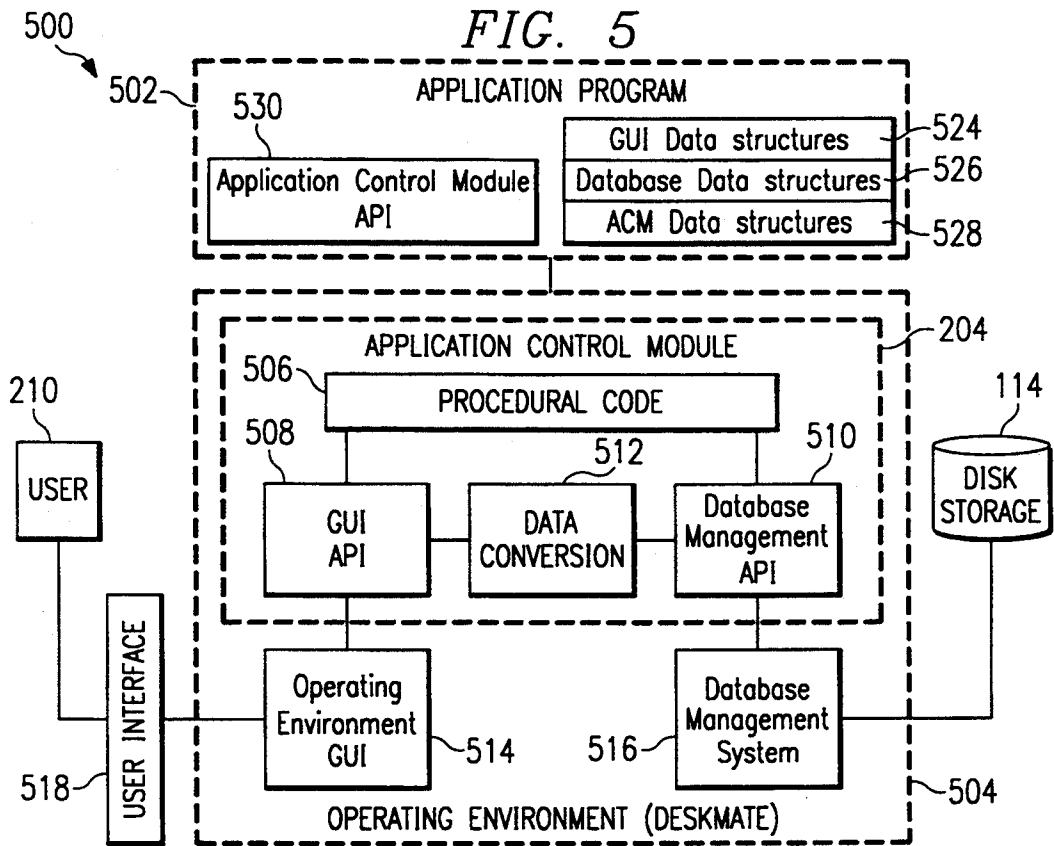 FIG. 5
500
502
APPLICATION PROGRAM
530
Application Control Module
API
GUI Data structures
524
Database Data structures
526
ACM Data structures
528
204
APPLICATION CONTROL MODULE
506
PROCEDURAL CODE
210
USER
508
GUI
API
512
DATA
CONVERSION
510
Database
Management
API
114
DISK
STORAGE
USER INTERFACE
518
Operating
Environment
GUI
514
516
Database
Management
System
504
OPERATING ENVIRONMENT (DESKMATE)